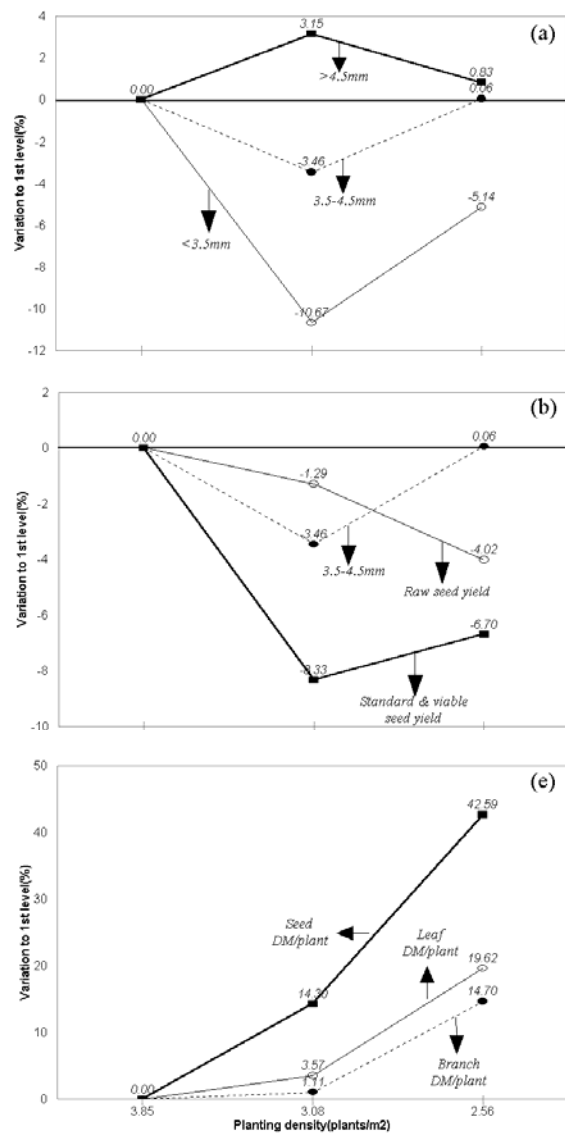 (a)
4
2
0
-2
-4
-6
-8
-10
-12
Variation to 1st level(%)
0.00
3.15
0.83
0.06
>4.5mm
-3.46
3.5-4.5mm
<3.5mm
-5.14
-10.67
(b)
2
0
-2
-4
-6
-8
-10
Variation to 1st level(%)
0.00
0.06
-1.29
-3.46
3.5-4.5mm
-4.02
Raw seed yield
-8.33
-6.70
Standard & viable
seed yield
(e)
50
40
30
20
10
0
Variation to 1st level(%)
42.59
Seed
DM/plant
Leaf
DM/plant
19.62
14.30
14.70
3.57
Branch
DM/plant
0.00
1.11
3.85
3.08
2.56
Planting density(plants/m2)